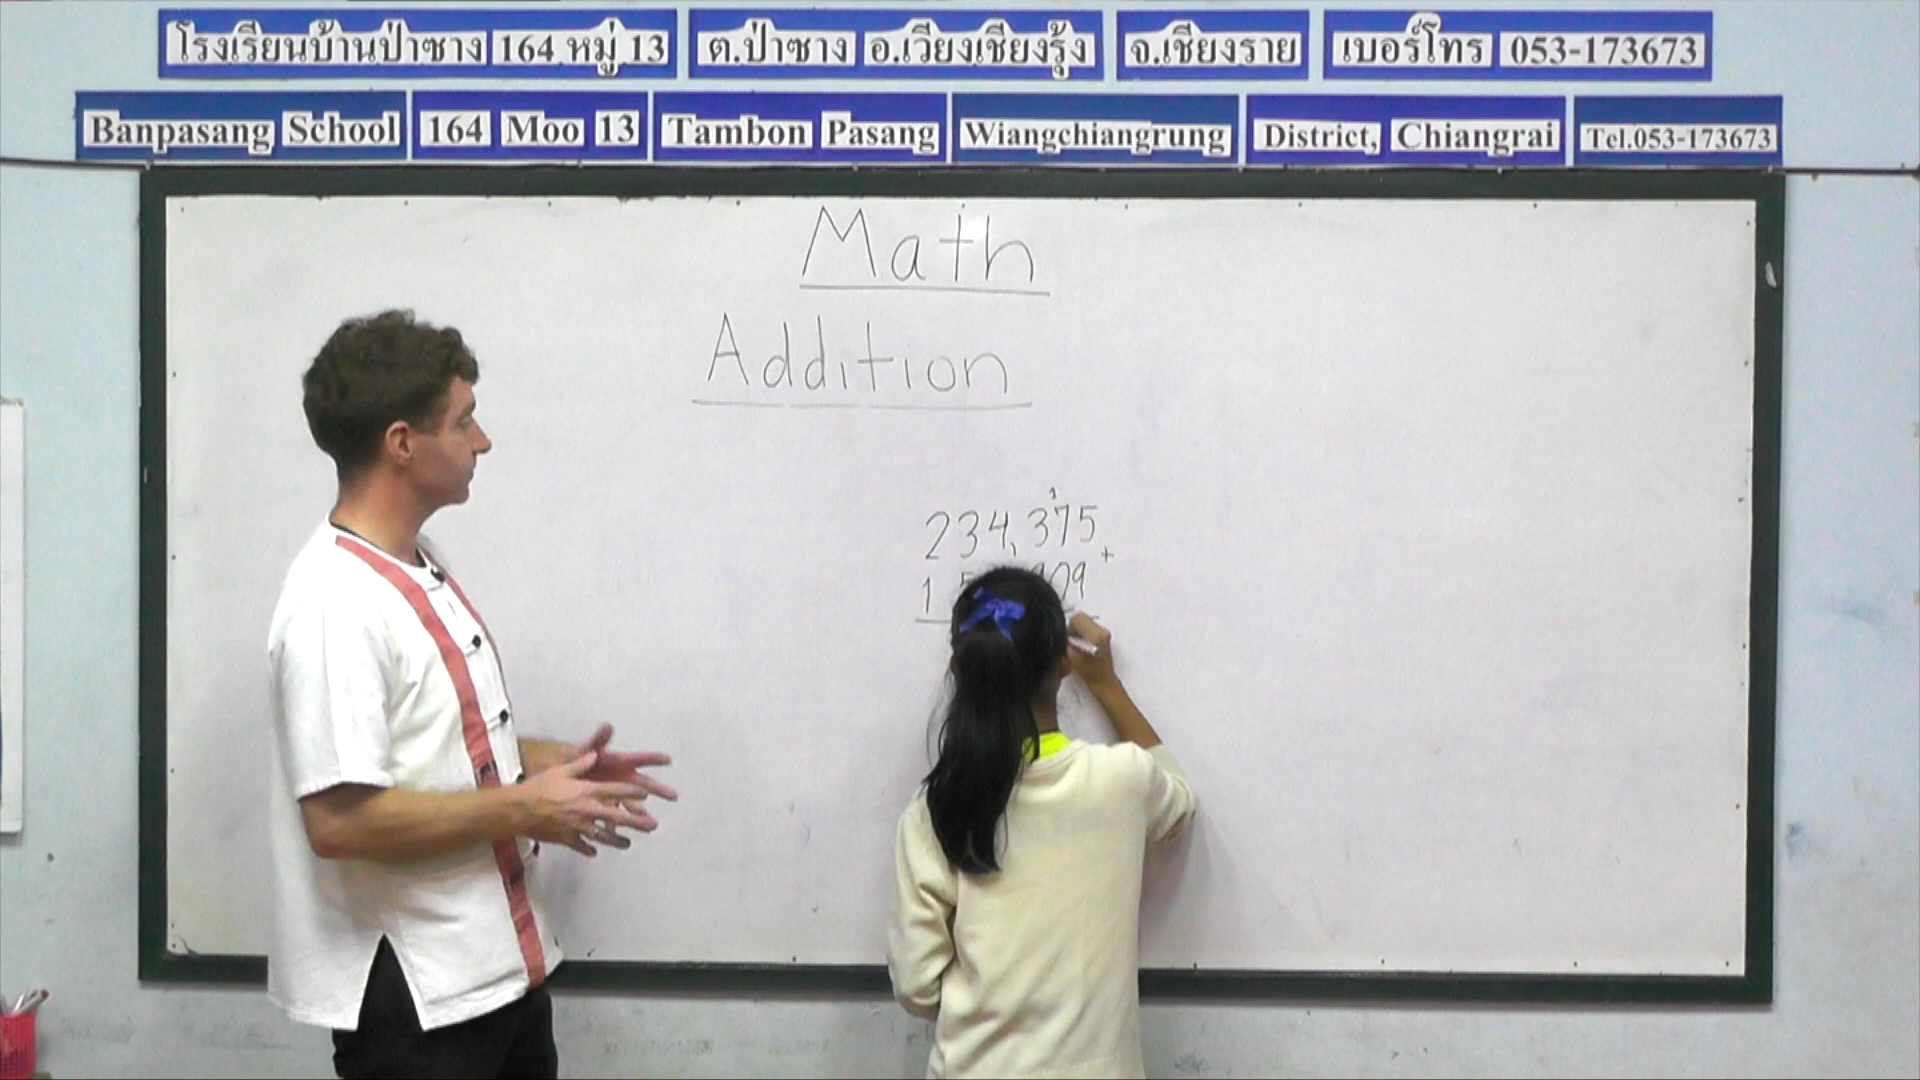 โรงเรียนบ้านป่าซาง 164 หมู่ 13 ต.ป่าซาง อ.เวียงเชียงรุ้ง จ.เชียงราย เบอร์โทร 053-173673
Banpasang School 164 Moo 13 Tambon Pasang Wiangchiangrung District, Chiangrai Tel.053-173673
Math
Addition
1
234,375
+